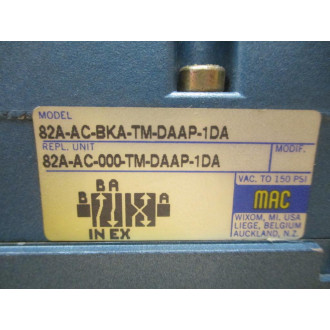 MODEL
82A-AC-BKA-TM-DAAP-1DA
REPL. UNIT
82A-AC-000-TM-DAAP-1DA
MODIF.
VAC. TO 150 PSI
B A
B A
IN EX
MAC
WIXOM, MI, USA
LIEGE, BELGIUM
AUCKLAND, N.Z.